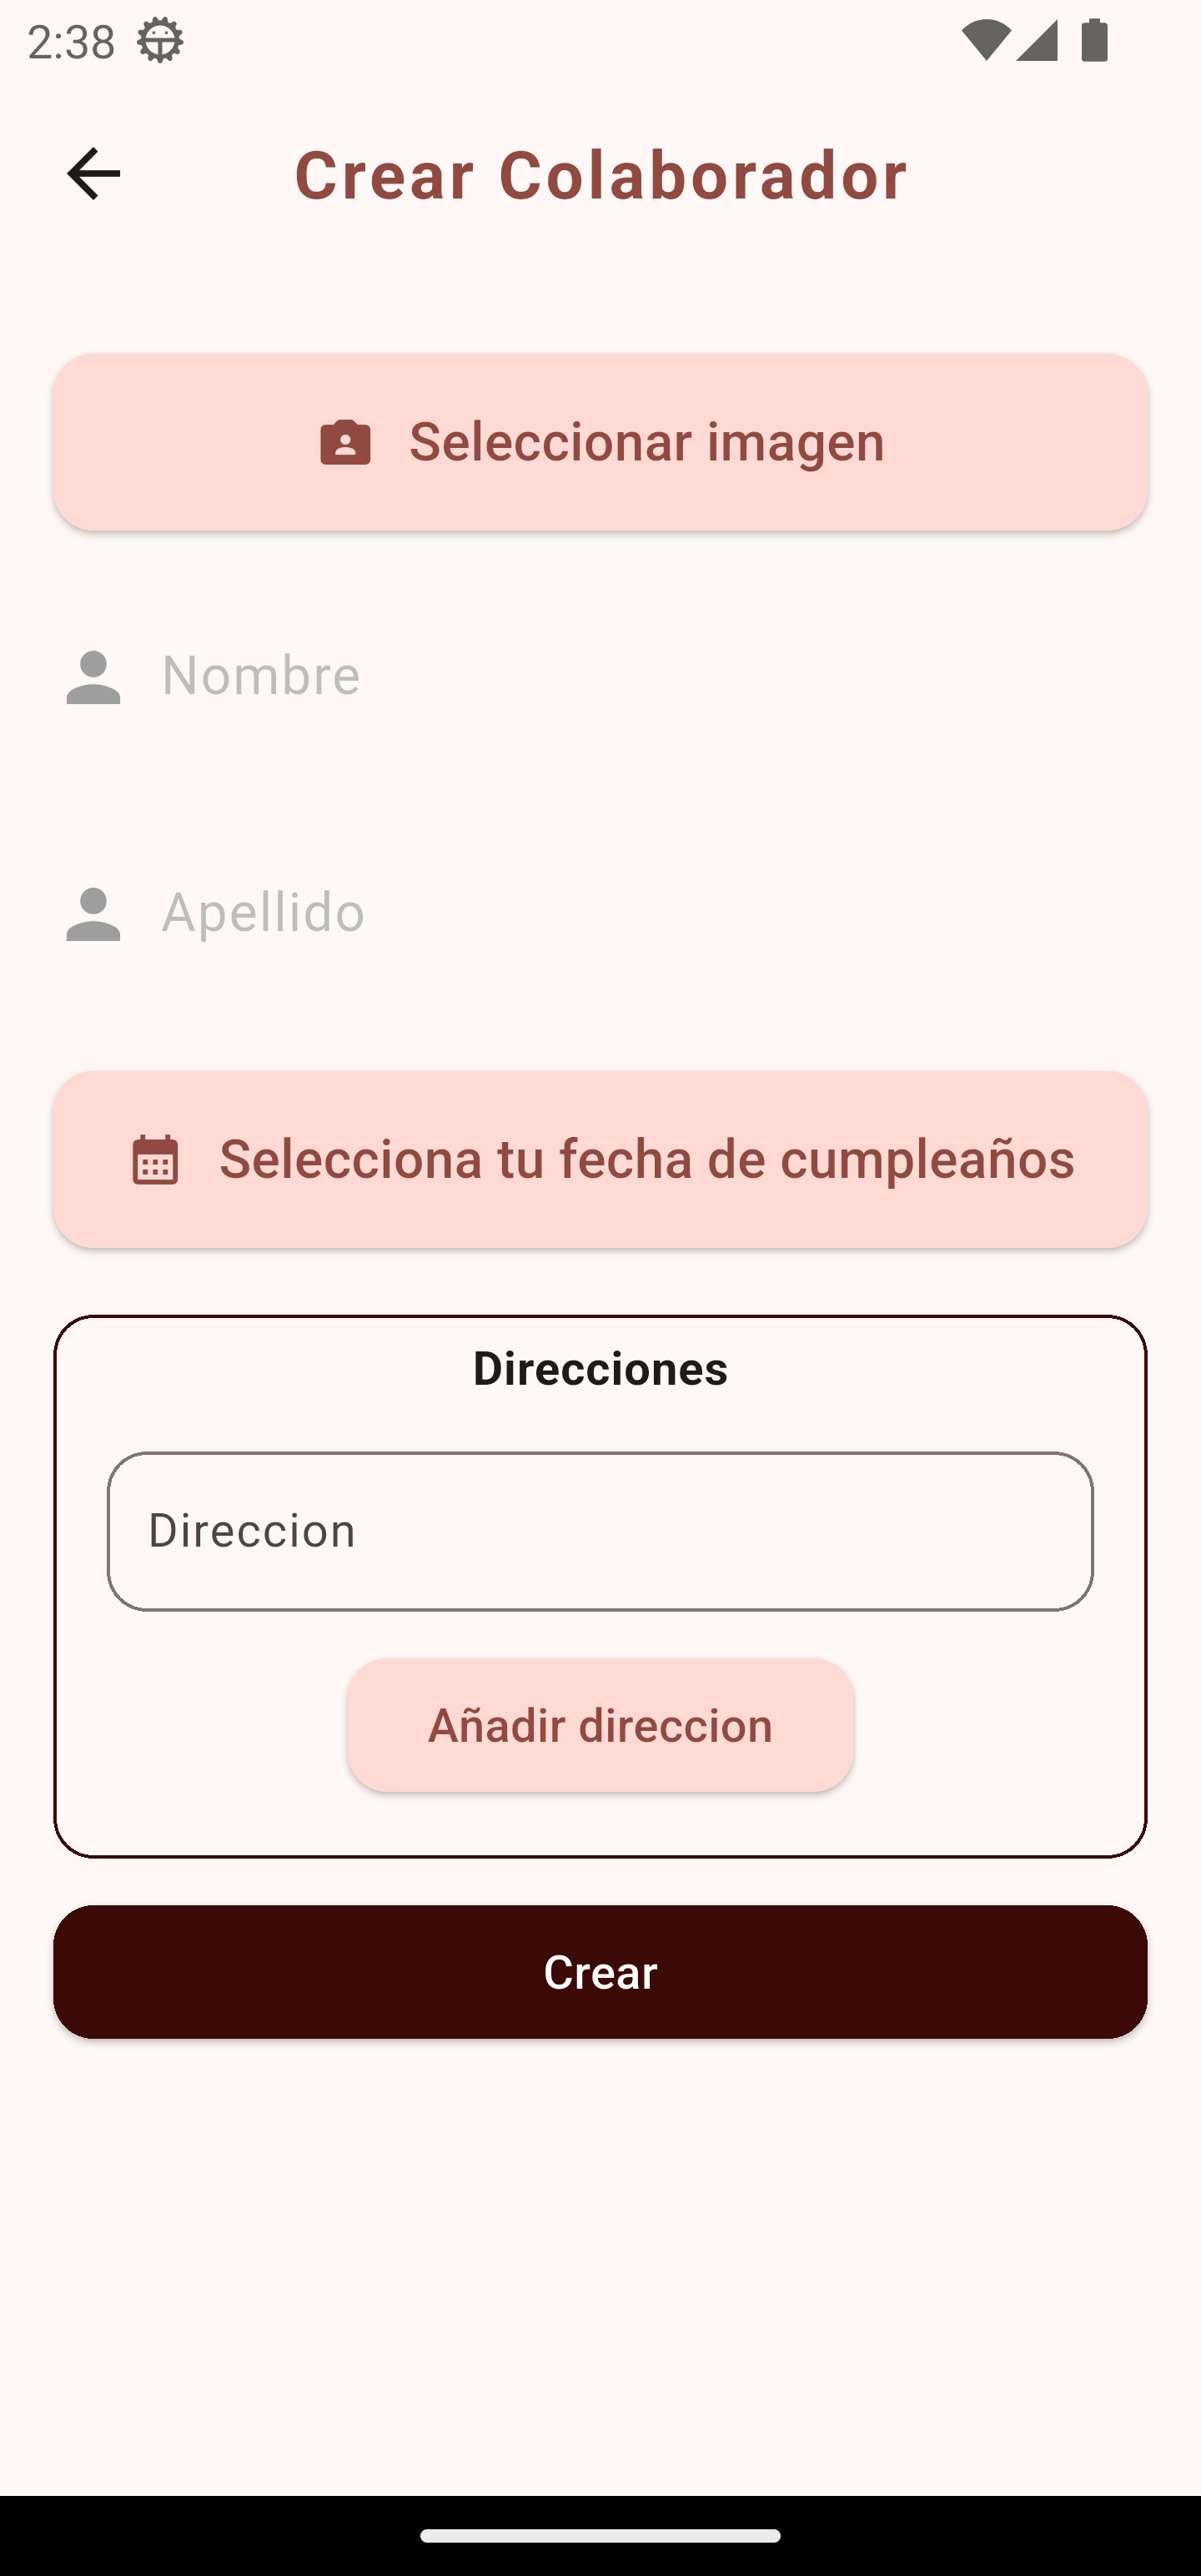 2:38
Crear Colaborador
Seleccionar imagen
Nombre
Apellido
Selecciona tu fecha de cumpleaños
Direcciones
Direccion
Añadir direccion
Crear